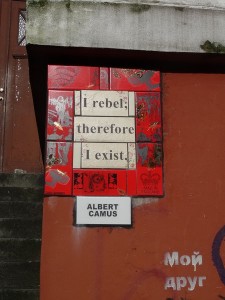 I rebel;
therefore
I exist.
ALBERT
CAMUS
Мой
друг